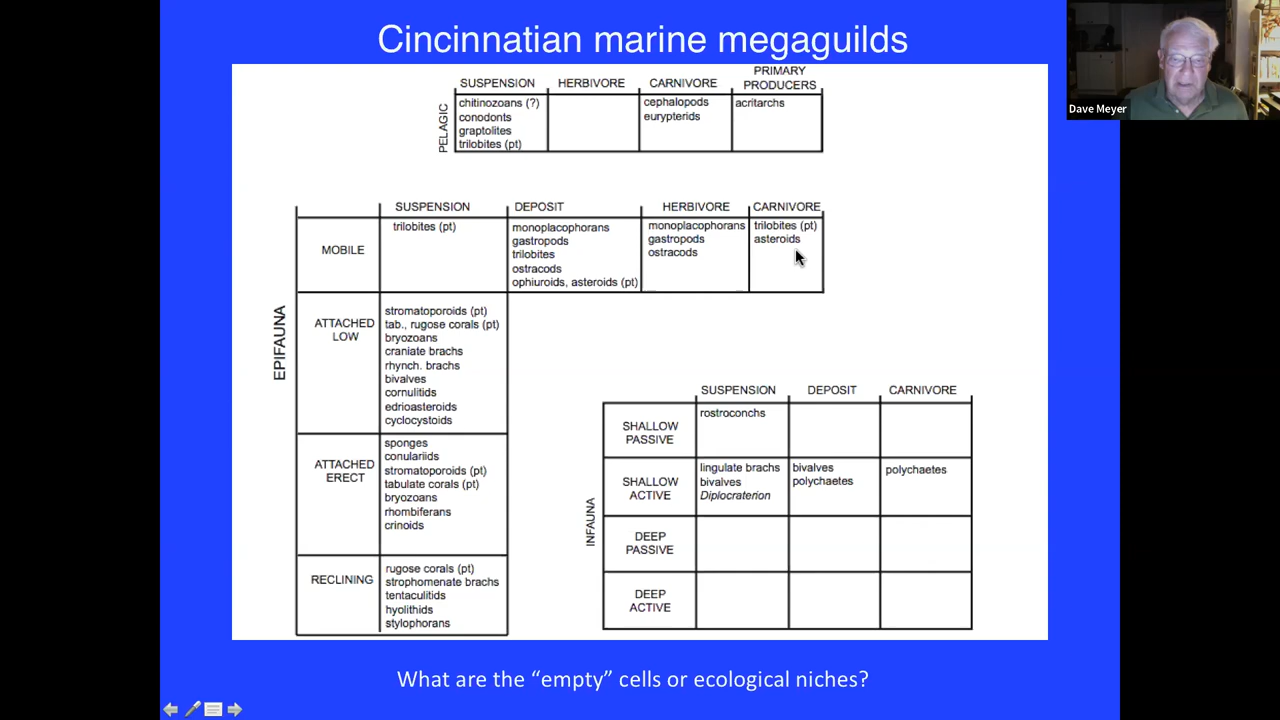 Cincinnatian marine megaguilds
Dave Meyer
SUSPENSION HERBIVORE CARNIVORE PRIMARY PRODUCERS
PELAGIC
chitinozoans (?)
conodonts
graptolites
trilobites (pt)
cephalopods
eurypterids
acritarchs
SUSPENSION DEPOSIT HERBIVORE CARNIVORE
EPIFAUNA
MOBILE
trilobites (pt)
monoplacophorans
gastropods
trilobites
ostracods
ophiuroids, asteroids (pt)
monoplacophorans
gastropods
ostracods
trilobites (pt)
asteroids
ATTACHED
LOW
stromatoporoids (pt)
tab., rugose corals (pt)
bryozoans
craniate brachs
rhynch. brachs
bivalves
cornulitids
edrioasteroids
cyclocystoids
ATTACHED
ERECT
sponges
conulariids
stromatoporoids (pt)
tabulate corals (pt)
bryozoans
rhombiferans
crinoids
RECLINING
rugose corals (pt)
strophomenate brachs
tentaculitids
hyolithids
stylophorans
SUSPENSION DEPOSIT CARNIVORE
INFAUNA
SHALLOW
PASSIVE
rostroconchs
SHALLOW
ACTIVE
lingulate brachs
bivalves
Diplocraterion
bivalves
polychaetes
polychaetes
DEEP
PASSIVE
DEEP
ACTIVE
What are the “empty” cells or ecological niches?